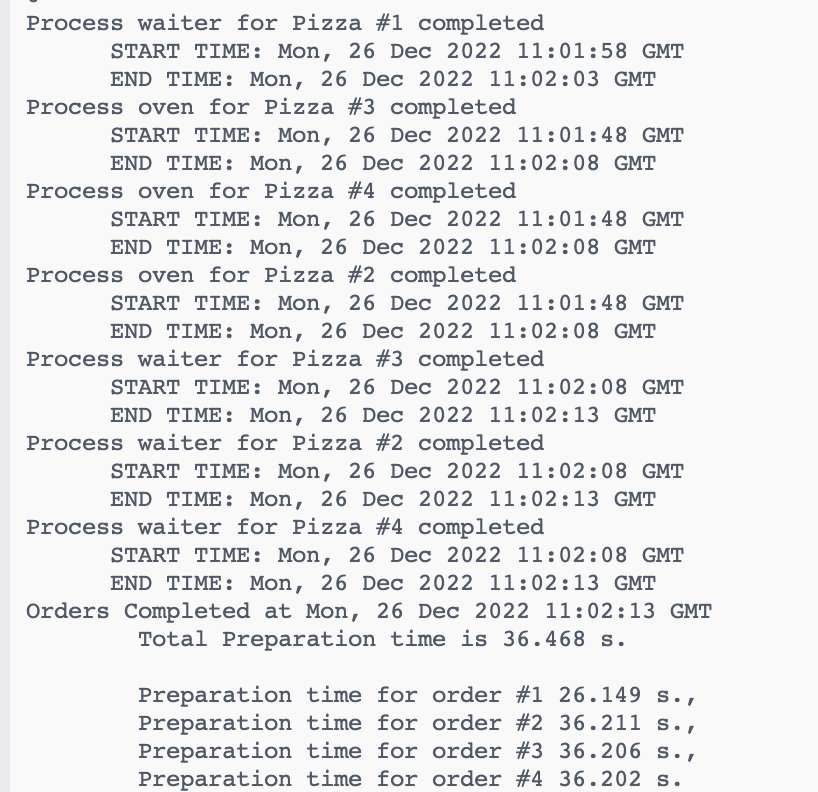 Process waiter for Pizza #1 completed
START TIME: Mon, 26 Dec 2022 11:01:58 GMT
END TIME: Mon, 26 Dec 2022 11:02:03 GMT
Process oven for Pizza #3 completed
START TIME: Mon, 26 Dec 2022 11:01:48 GMT
END TIME: Mon, 26 Dec 2022 11:02:08 GMT
Process oven for Pizza #4 completed
START TIME: Mon, 26 Dec 2022 11:01:48 GMT
END TIME: Mon, 26 Dec 2022 11:02:08 GMT
Process oven for Pizza #2 completed
START TIME: Mon, 26 Dec 2022 11:01:48 GMT
END TIME: Mon, 26 Dec 2022 11:02:08 GMT
Process waiter for Pizza #3 completed
START TIME: Mon, 26 Dec 2022 11:02:08 GMT
END TIME: Mon, 26 Dec 2022 11:02:13 GMT
Process waiter for Pizza #2 completed
START TIME: Mon, 26 Dec 2022 11:02:08 GMT
END TIME: Mon, 26 Dec 2022 11:02:13 GMT
Process waiter for Pizza #4 completed
START TIME: Mon, 26 Dec 2022 11:02:08 GMT
END TIME: Mon, 26 Dec 2022 11:02:13 GMT
Orders Completed at Mon, 26 Dec 2022 11:02:13 GMT
Total Preparation time is 36.468 s.
Preparation time for order #1 26.149 s.,
Preparation time for order #2 36.211 s.,
Preparation time for order #3 36.206 s.,
Preparation time for order #4 36.202 s.